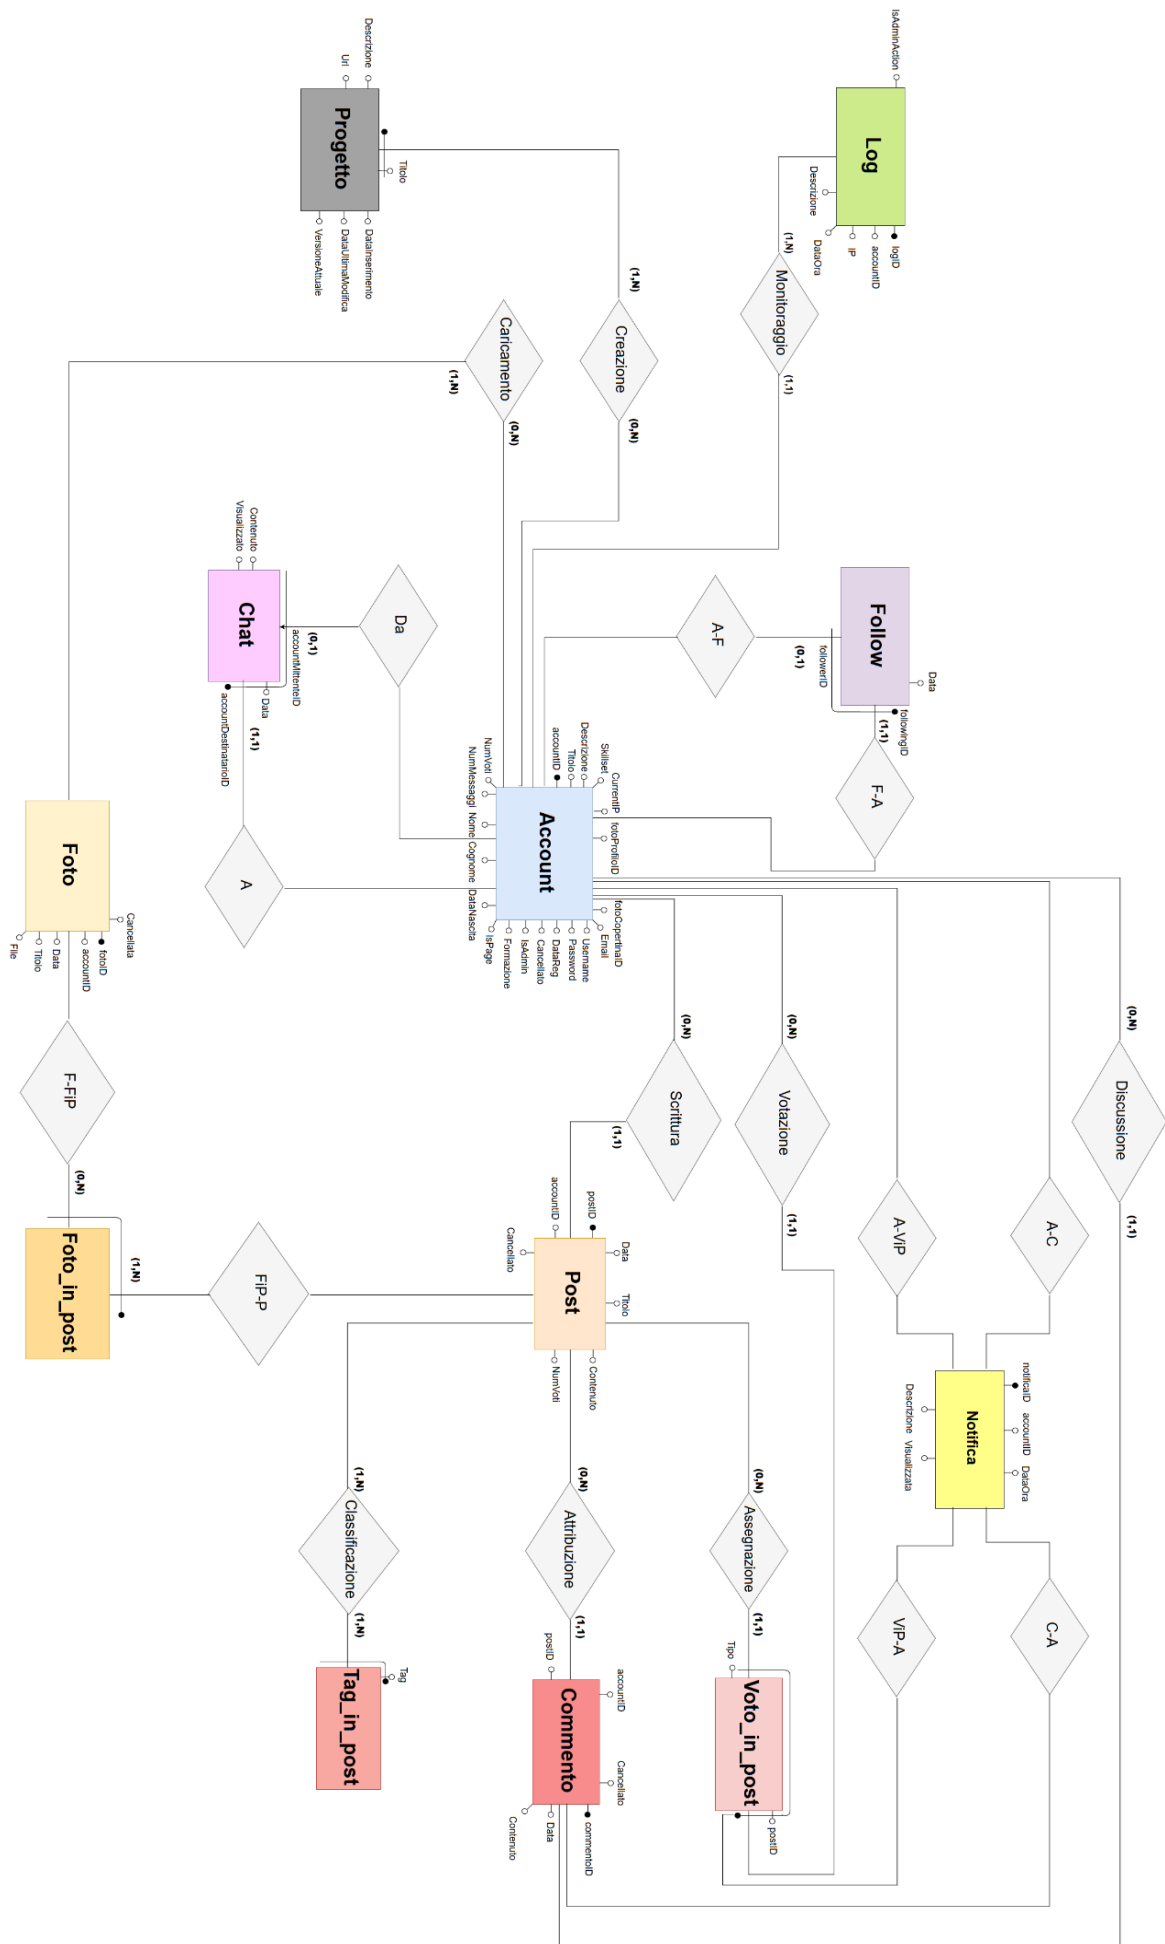 IsAdminAction
Log
Descrizione
DataOra
IP
accountID
logID
(1,N)
Monitoraggio
(1,1)
Descrizione
Url
Progetto
Titolo
VersioneAttuale
DataUltimaModifica
DataInserimento
(1,N)
Creazione
(0,N)
Caricamento
(1,N)
(0,N)
Follow
Data
followerID
followingID
(0,1)
(1,1)
A-F
F-A
Visualizzato
Contenuto
Chat
accountMittenteID
Data
accountDestinatarioID
(0,1)
(1,1)
Da
A
Account
NumVoti
NumMessaggi
Nome
Cognome
DataNascita
IsPage
Formazione
IsAdmin
Cancellato
DataReg
Password
Username
Email
fotoCopertinaID
fotoProfiloID
CurrentIP
Skillset
Descrizione
Titolo
accountID
Foto
Cancellata
fotoID
accountID
Data
Titolo
File
F-FiP
(0,N)
Foto_in_post
(1,N)
FiP-P
(0,N)
Scrittura
(1,1)
(0,N)
Votazione
(1,1)
(0,N)
Discussione
(1,1)
A-ViP
A-C
Post
postID
accountID
Cancellato
Data
Titolo
Contenuto
NumVoti
Notifica
notificaID
accountID
DataOra
Descrizione
Visualizzata
ViP-A
C-A
(1,N)
Classificazione
(1,N)
(0,N)
Attribuzione
(1,1)
(0,N)
Assegnazione
(1,1)
Tag_in_post
Tag
Commento
postID
accountID
Cancellato
commentoID
Data
Contenuto
Voto_in_post
Tipo
postID